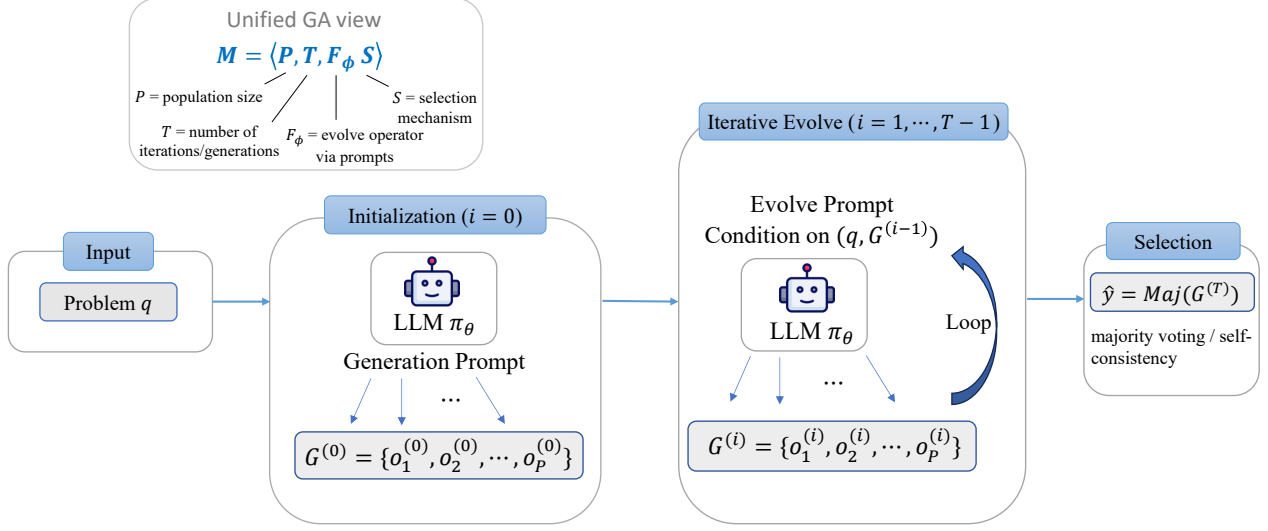 Unified GA view
M = ⟨P, T, F_ϕ S⟩
P = population size
S = selection
mechanism
T = number of
iterations/generations
F_ϕ = evolve operator
via prompts
Input
Problem q
Initialization (i = 0)
LLM π_θ
Generation Prompt
...
G^(0) = {o_1^(0), o_2^(0), ⋯, o_P^(0)}
Iterative Evolve (i = 1, ⋯, T − 1)
Evolve Prompt
Condition on (q, G^(i−1))
LLM π_θ
Loop
...
G^(i) = {o_1^(i), o_2^(i), ⋯, o_P^(i)}
Selection
ŷ = Maj(G^(T))
majority voting / self-
consistency